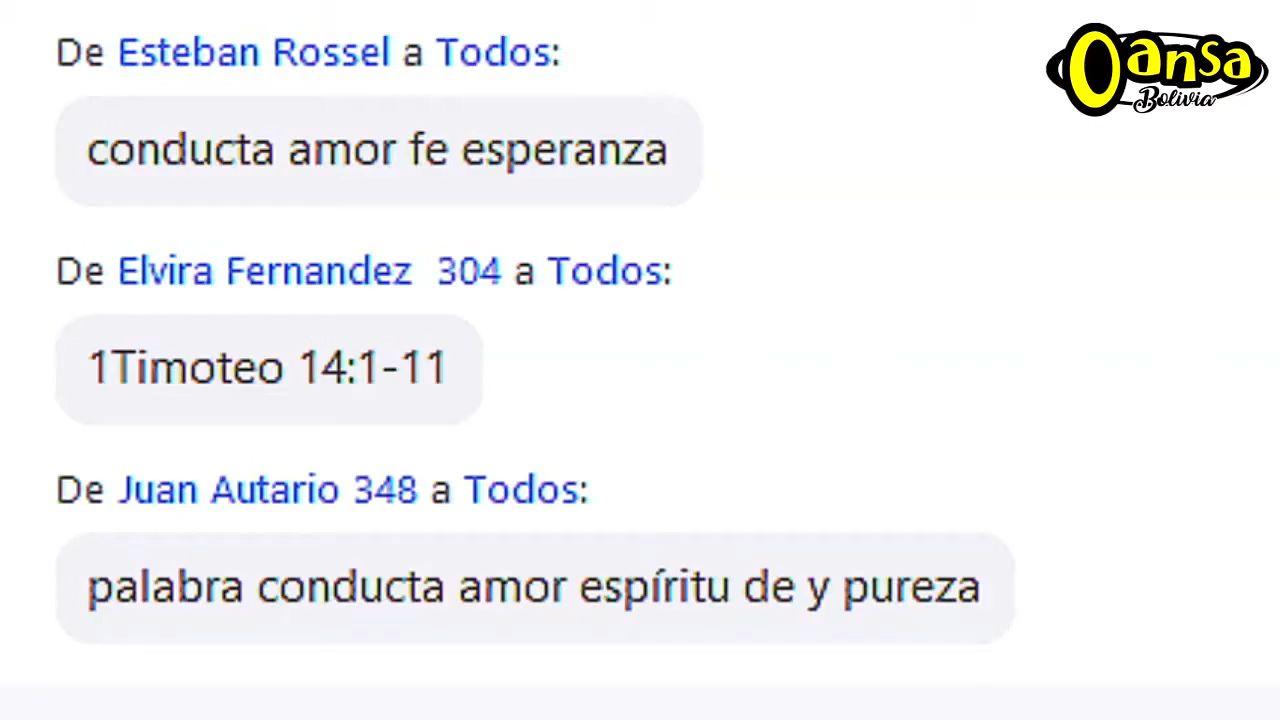 De Esteban Rossel a Todos:
Oansa
Bolivia
conducta amor fe esperanza
De Elvira Fernandez 304 a Todos:
1Timoteo 14:1-11
De Juan Autario 348 a Todos:
palabra conducta amor espíritu de y pureza